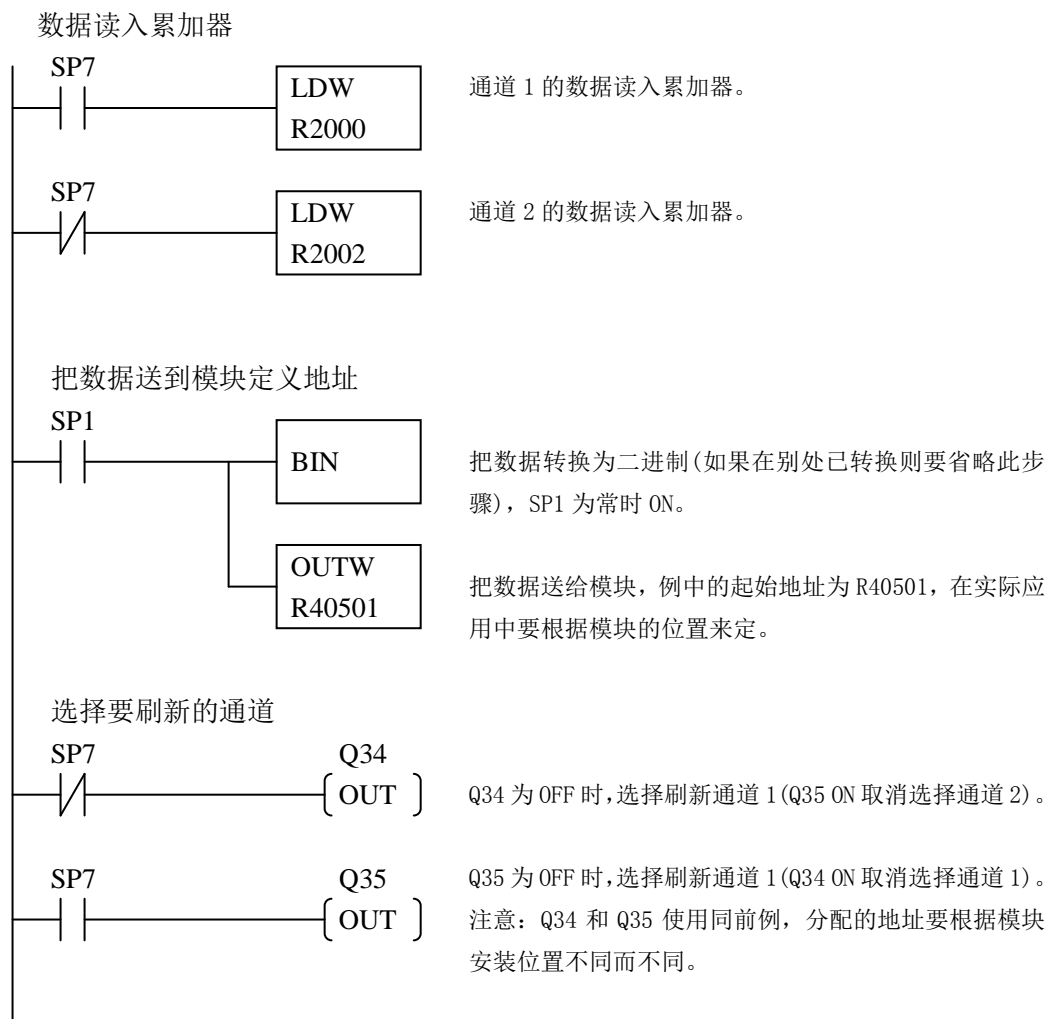 数据读入累加器
SP7
LDW
R2000
通道 1 的数据读入累加器。
SP7
LDW
R2002
通道 2 的数据读入累加器。
把数据送到模块定义地址
SP1
BIN
把数据转换为二进制(如果在别处已转换则要省略此步
骤)，SP1 为常时 ON。
OUTW
R40501
把数据送给模块，例中的起始地址为 R40501，在实际应
用中要根据模块的位置来定。
选择要刷新的通道
SP7
Q34
OUT
Q34 为 OFF 时，选择刷新通道 1(Q35 ON 取消选择通道 2)。
SP7
Q35
OUT
Q35 为 OFF 时，选择刷新通道 1(Q34 ON 取消选择通道 1)。
注意：Q34 和 Q35 使用同前例，分配的地址要根据模块
安装位置不同而不同。